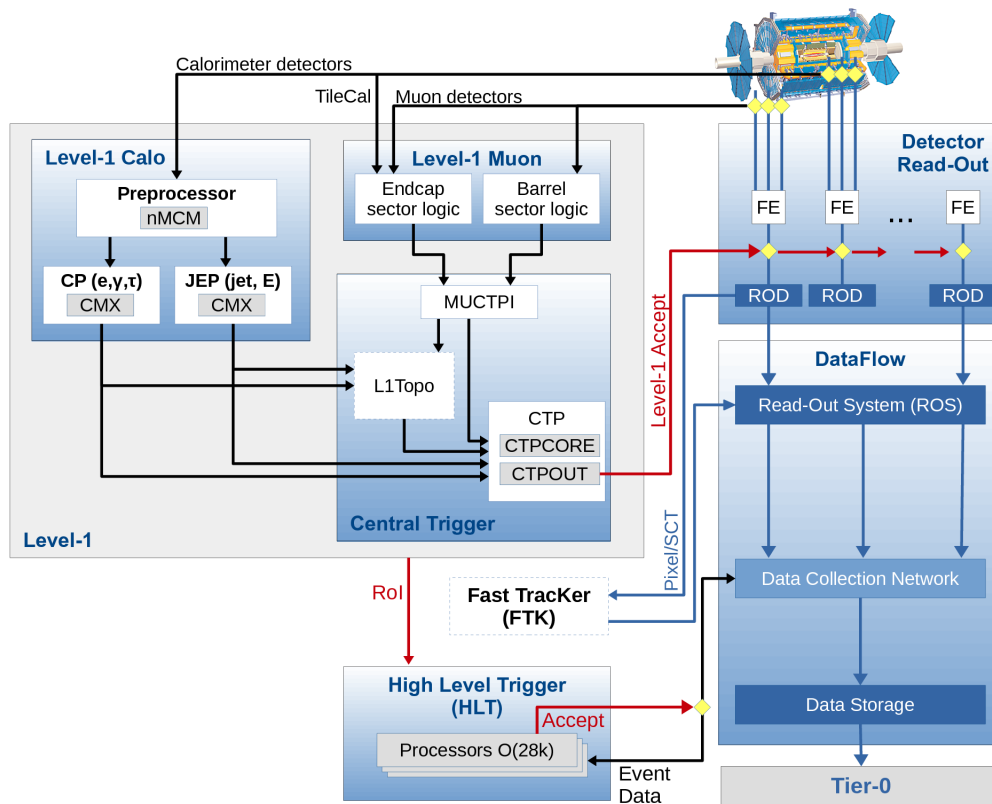 Calorimeter detectors
TileCal
Muon detectors
Level-1 Calo
Preprocessor
nMCM
CP (e,γ,τ)
CMX
JEP (jet, E)
CMX
Level-1 Muon
Endcap
sector logic
Barrel
sector logic
MUCTPI
L1Topo
CTP
CTPCORE
CTPOUT
Central Trigger
Level-1
Level-1 Accept
Detector
Read-Out
FE
FE
...
FE
ROD
ROD
ROD
DataFlow
Read-Out System (ROS)
Pixel/SCT
Data Collection Network
Data Storage
Tier-0
RoI
Fast TracKer
(FTK)
High Level Trigger
(HLT)
Accept
Processors O(28k)
Event
Data